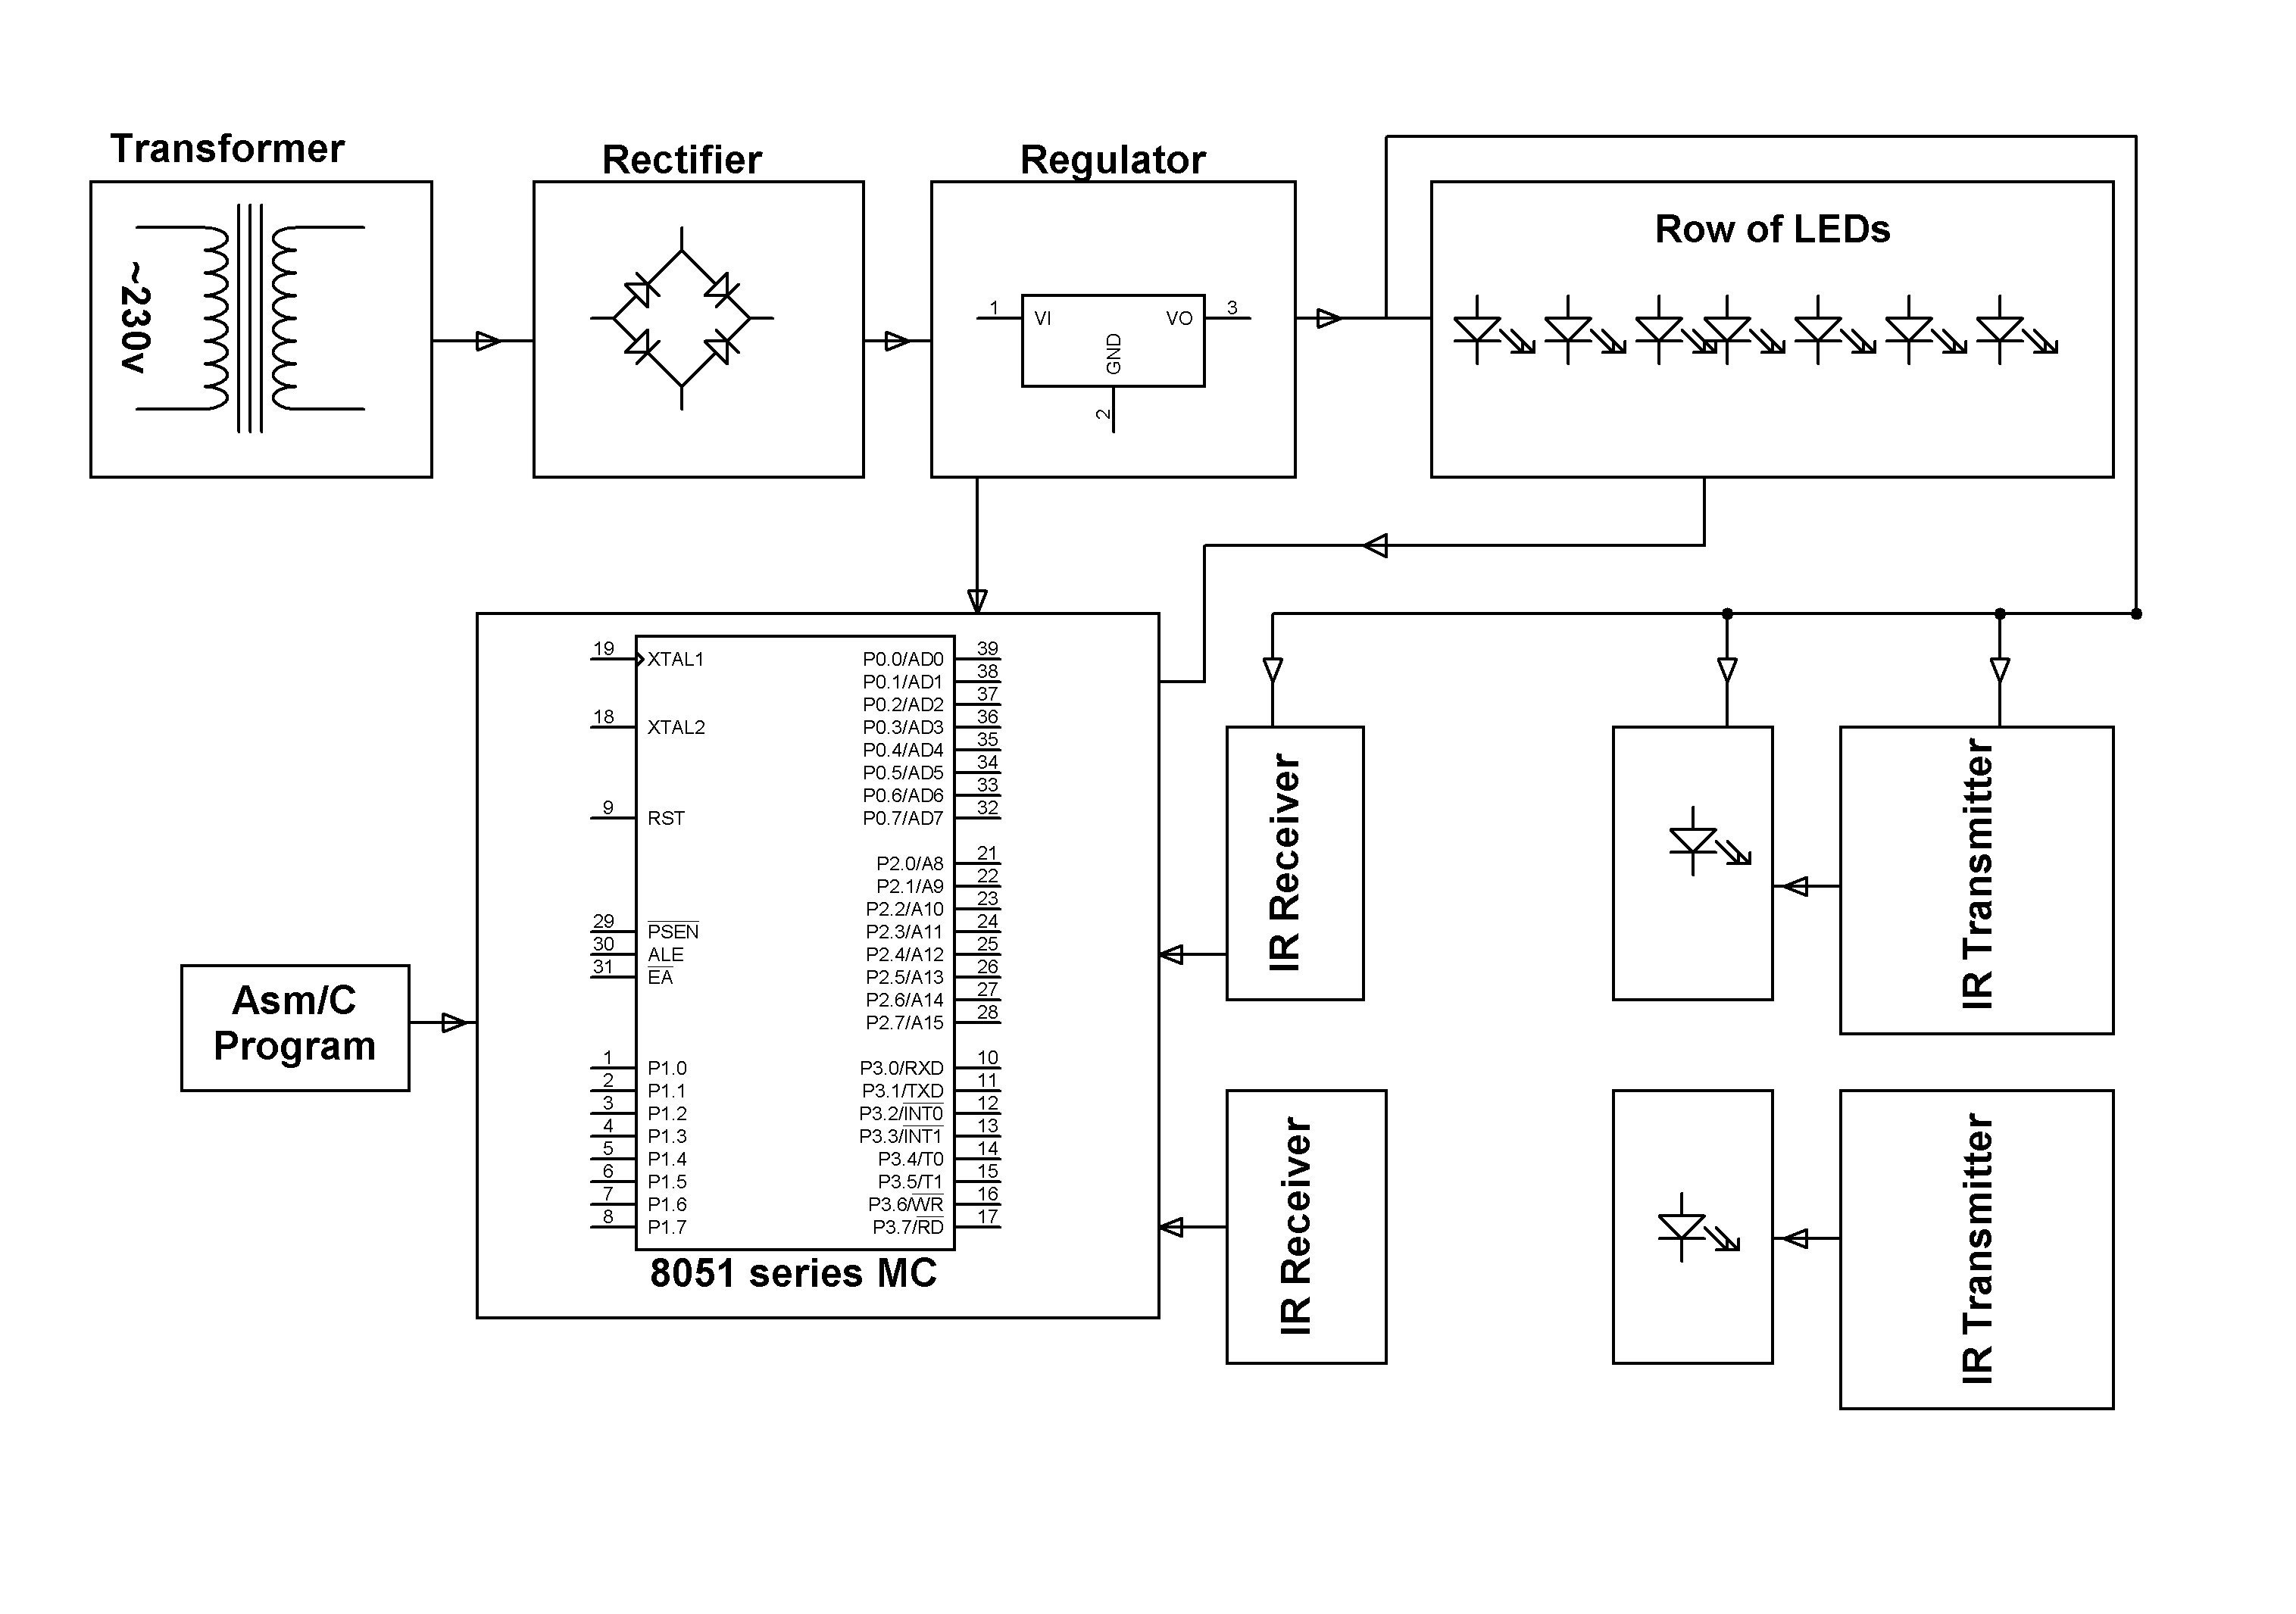 Transformer
Rectifier
Regulator
Row of LEDs
~230v
1
VI
VO
3
GND
2
19
XTAL1
18
XTAL2
9
RST
29
PSEN
30
ALE
31
EA
1
P1.0
2
P1.1
3
P1.2
4
P1.3
5
P1.4
6
P1.5
7
P1.6
8
P1.7
P0.0/AD0
39
P0.1/AD1
38
P0.2/AD2
37
P0.3/AD3
36
P0.4/AD4
35
P0.5/AD5
34
P0.6/AD6
33
P0.7/AD7
32
P2.0/A8
21
P2.1/A9
22
P2.2/A10
23
P2.3/A11
24
P2.4/A12
25
P2.5/A13
26
P2.6/A14
27
P2.7/A15
28
P3.0/RXD
10
P3.1/TXD
11
P3.2/INT0
12
P3.3/INT1
13
P3.4/T0
14
P3.5/T1
15
P3.6/WR
16
P3.7/RD
17
8051 series MC
Asm/C
Program
IR Receiver
IR Transmitter
IR Receiver
IR Transmitter